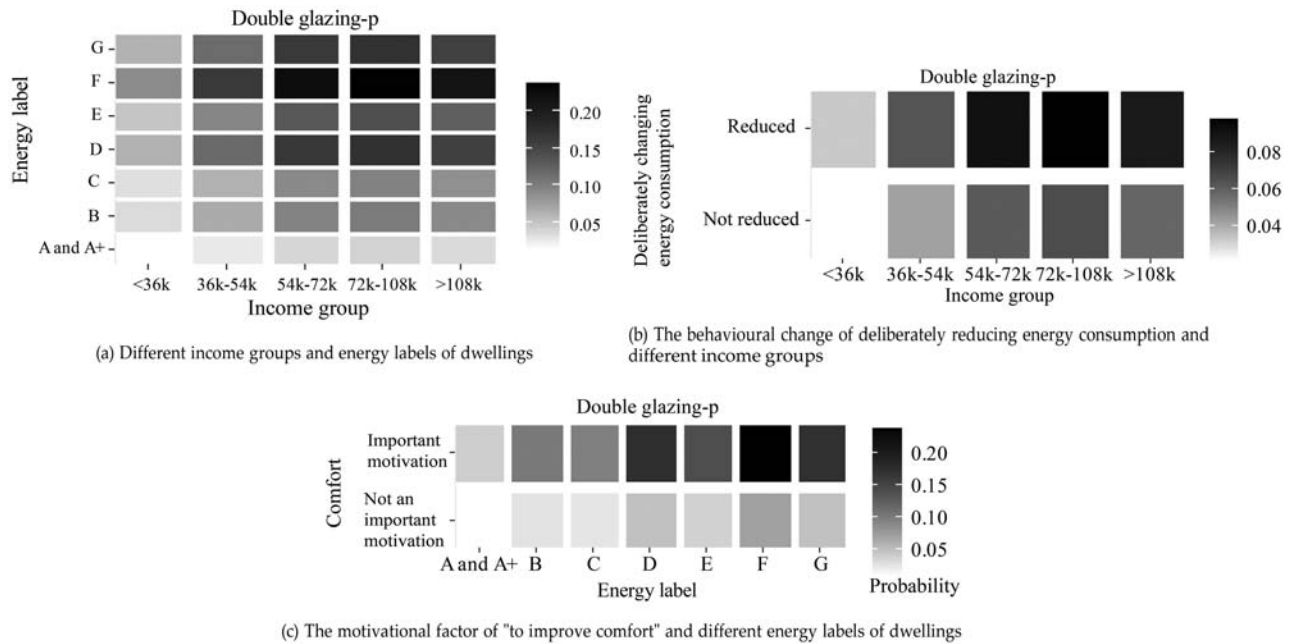 Double glazing-p
Energy label
G
F
E
D
C
B
A and A+
<36k
36k-54k
54k-72k
72k-108k
>108k
Income group
0.20
0.15
0.10
0.05
(a) Different income groups and energy labels of dwellings
Double glazing-p
Deliberately changing
energy consumption
Reduced
Not reduced
<36k
36k-54k
54k-72k
72k-108k
>108k
Income group
0.08
0.06
0.04
(b) The behavioural change of deliberately reducing energy consumption and
different income groups
Double glazing-p
Comfort
Important
motivation
Not an
important
motivation
A and A+
B
C
D
E
F
G
Energy label
0.20
0.15
0.10
0.05
Probability
(c) The motivational factor of "to improve comfort" and different energy labels of dwellings